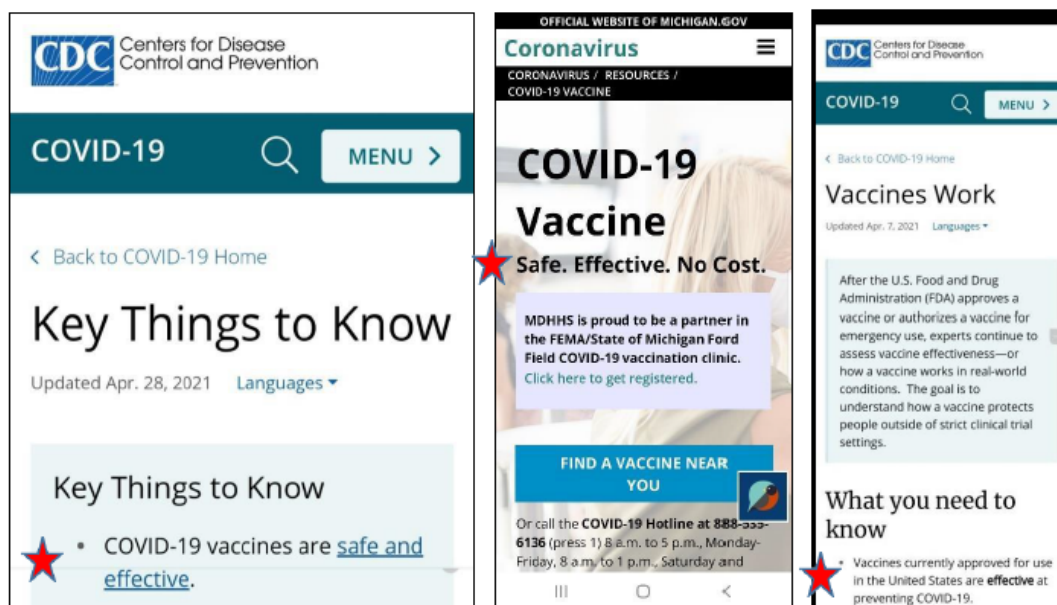 CDC Centers for Disease
Control and Prevention
COVID-19
MENU >
< Back to COVID-19 Home
Key Things to Know
Updated Apr. 28, 2021 Languages
Key Things to Know
• COVID-19 vaccines are safe and
effective.
OFFICIAL WEBSITE OF MICHIGAN.GOV
Coronavirus
CORONAVIRUS / RESOURCES /
COVID-19 VACCINE
COVID-19
Vaccine
Safe. Effective. No Cost.
MDHHS is proud to be a partner in
the FEMA/State of Michigan Ford
Field COVID-19 vaccination clinic.
Click here to get registered.
FIND A VACCINE NEAR
YOU
Or call the COVID-19 Hotline at 888-535-
6136 (press 1) 8 a.m. to 5 p.m., Monday-
Friday, 8 a.m. to 1 p.m., Saturday and
CDC Centers for Disease
Control and Prevention
COVID-19
MENU >
< Back to COVID-19 Home
Vaccines Work
Updated Apr. 7, 2021 Languages
After the U.S. Food and Drug
Administration (FDA) approves a
vaccine or authorizes a vaccine for
emergency use, experts continue to
assess vaccine effectiveness—or
how a vaccine works in real-world
conditions. The goal is to
understand how a vaccine protects
people outside of strict clinical trial
settings.
What you need to
know
• Vaccines currently approved for use
in the United States are effective at
preventing COVID-19.